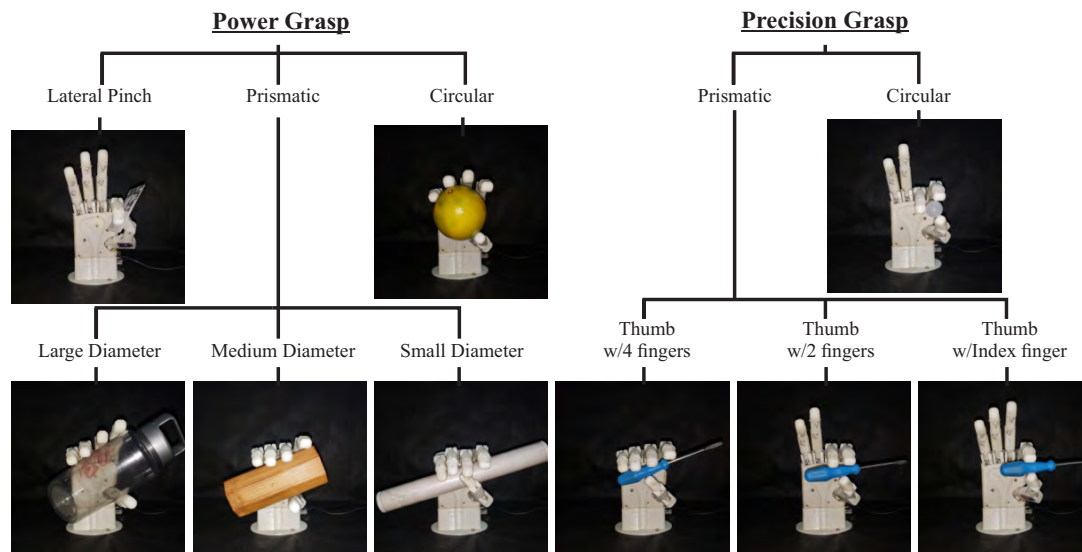 Power Grasp
Precision Grasp
Lateral Pinch
Prismatic
Circular
Prismatic
Circular
Large Diameter
Medium Diameter
Small Diameter
Thumb
w/4 fingers
Thumb
w/2 fingers
Thumb
w/Index finger